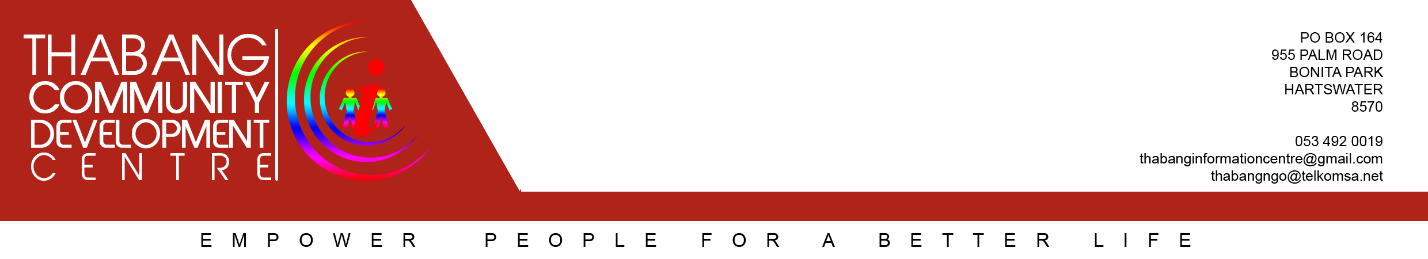 THABANG
COMMUNITY
DEVELOPMENT
CENTRE
PO BOX 164
955 PALM ROAD
BONITA PARK
HARTSWATER
8570
053 492 0019
thabanginformationcentre@gmail.com
thabangngo@telkomsa.net
EMPOWER PEOPLE FOR A BETTER LIFE